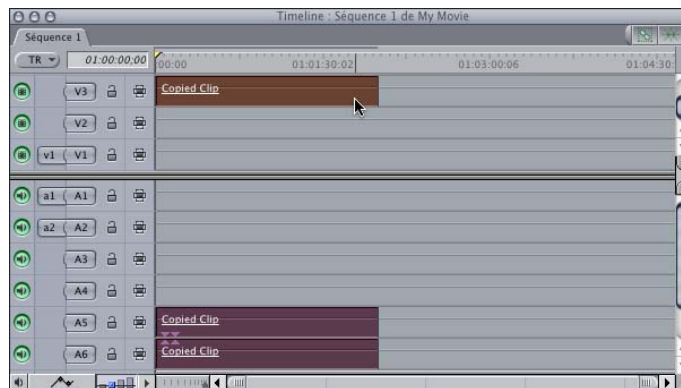 Timeline : Séquence 1 de My Movie
Séquence 1
TR 01:00:00;00 00:00 01:01:30:02 01:03:00:06 01:04:30:
V3 Copied Clip
V2
v1 V1
a1 A1
a2 A2
A3
A4
A5 Copied Clip
A6 Copied Clip